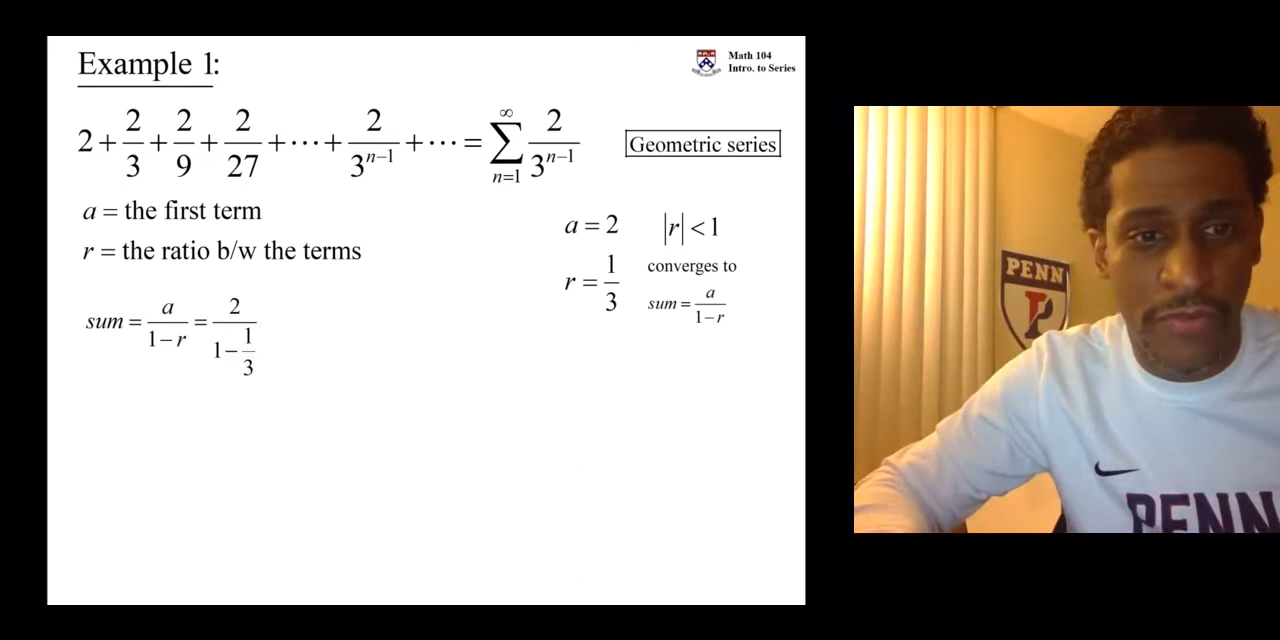 Example 1:
Math 104
Intro. to Series
2 + 2/3 + 2/9 + 2/27 + ⋯ + 2/3^(n−1) + ⋯ = ∑_(n=1)^∞ 2/3^(n−1)
Geometric series
a = the first term
r = the ratio b/w the terms
a = 2
|r| < 1
r = 1/3
converges to
sum = a/(1−r)
sum = a/(1−r) = 2/(1−1/3)
PENN
P
PENN